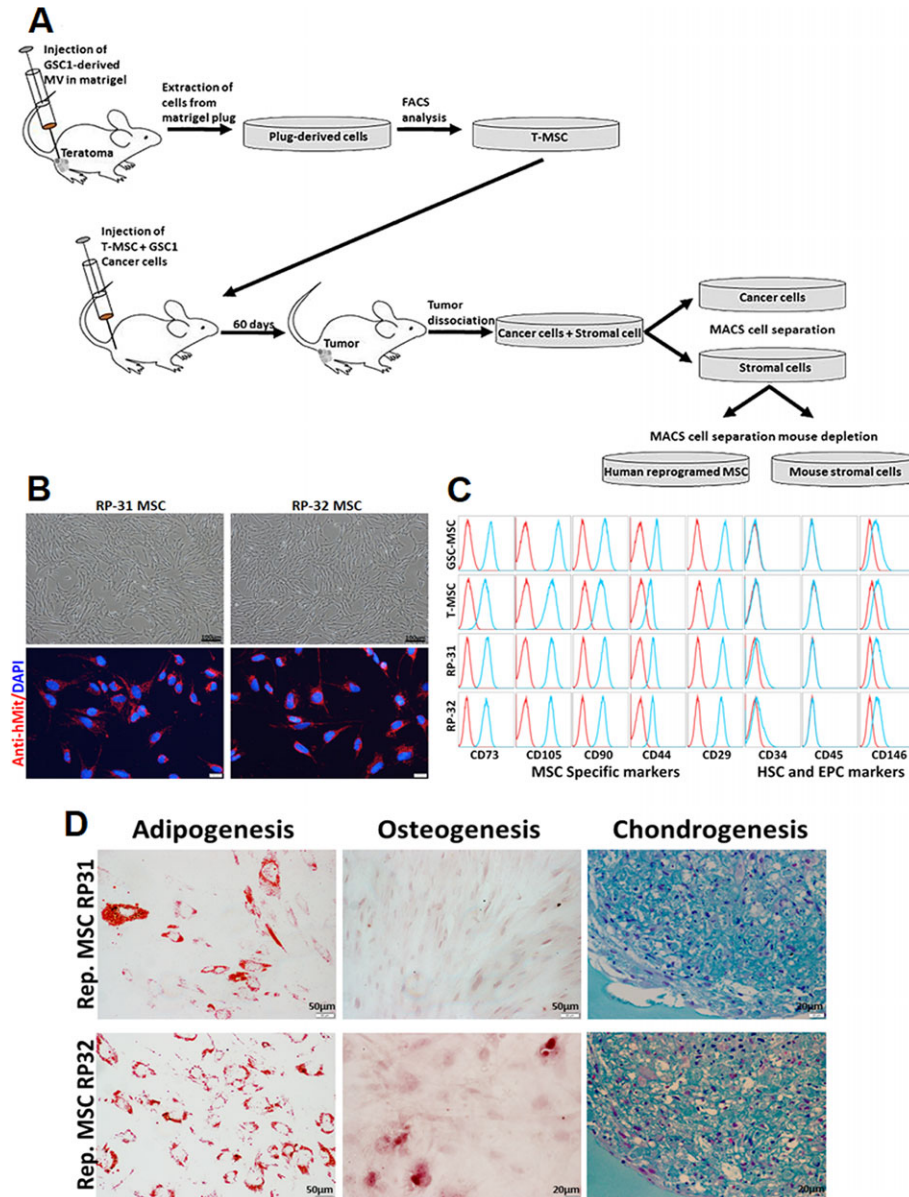 A
Injection of
GSC1-derived
MV in matrigel
Extraction of
cells from
matrigel plug
FACS
analysis
Teratoma
Plug-derived cells
T-MSC
Injection of
T-MSC + GSC1
Cancer cells
60 days
Tumor
Tumor
dissociation
Cancer cells + Stromal cell
Cancer cells
MACS cell separation
Stromal cells
MACS cell separation mouse depletion
Human reprogramed MSC
Mouse stromal cells
B
RP-31 MSC
RP-32 MSC
100µm
100µm
Anti-hMit/DAPI
C
GSC-MSC
T-MSC
RP-31
RP-32
CD73 CD105 CD90 CD44 CD29 CD34 CD45 CD146
MSC Specific markers
HSC and EPC markers
D
Adipogenesis
Osteogenesis
Chondrogenesis
Rep. MSC RP31
50µm
50µm
20µm
Rep. MSC RP32
50µm
20µm
20µm